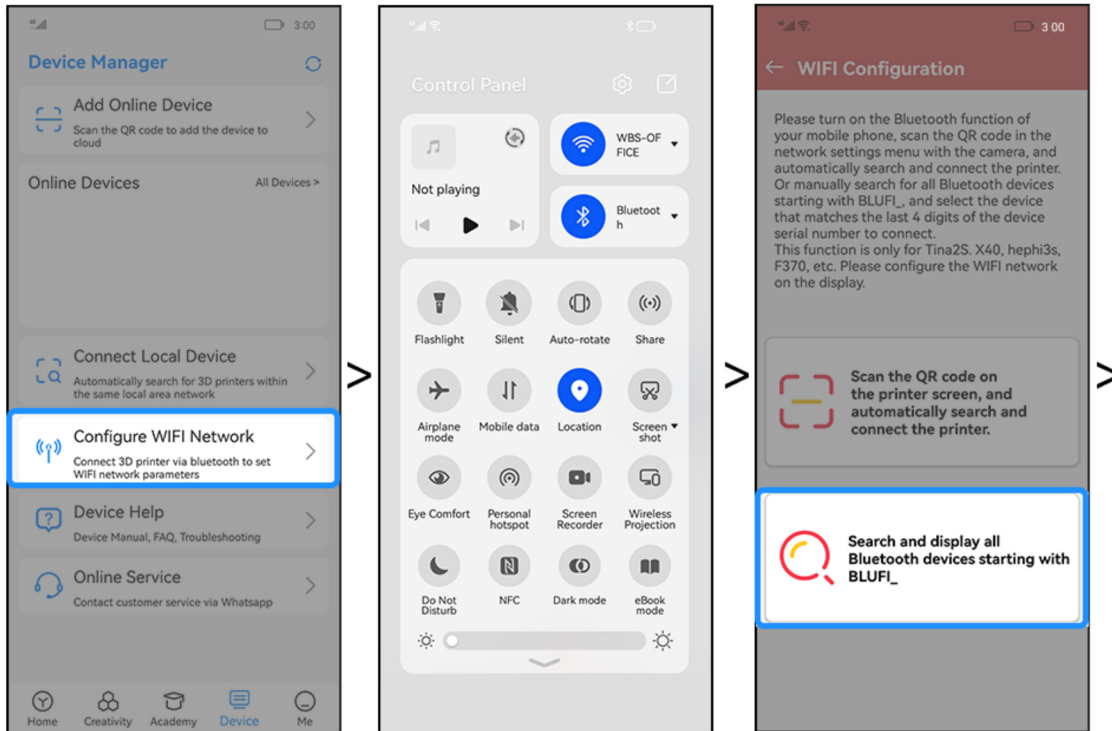 3:00
Device Manager
Add Online Device
Scan the QR code to add the device to
cloud
Online Devices
All Devices >
Connect Local Device
Automatically search for 3D printers within
the same local area network
Configure WIFI Network
Connect 3D printer via bluetooth to set
WIFI network parameters
Device Help
Device Manual, FAQ, Troubleshooting
Online Service
Contact customer service via Whatsapp
Home
Creativity
Academy
Device
Me
>
Control Panel
Not playing
WBS-OF
FICE
Bluetoot
h
Flashlight
Silent
Auto-rotate
Share
Airplane
mode
Mobile data
Location
Screen
shot
Eye Comfort
Personal
hotspot
Screen
Recorder
Wireless
Projection
Do Not
Disturb
NFC
Dark mode
eBook
mode
>
3 00
WIFI Configuration
Please turn on the Bluetooth function of
your mobile phone, scan the QR code in the
network settings menu with the camera, and
automatically search and connect the printer.
Or manually search for all Bluetooth devices
starting with BLUFI_, and select the device
that matches the last 4 digits of the device
serial number to connect.
This function is only for Tina2S. X40, hephi3s,
F370, etc. Please configure the WIFI network
on the display.
Scan the QR code on
the printer screen, and
automatically search and
connect the printer.
Search and display all
Bluetooth devices starting with
BLUFI_
>